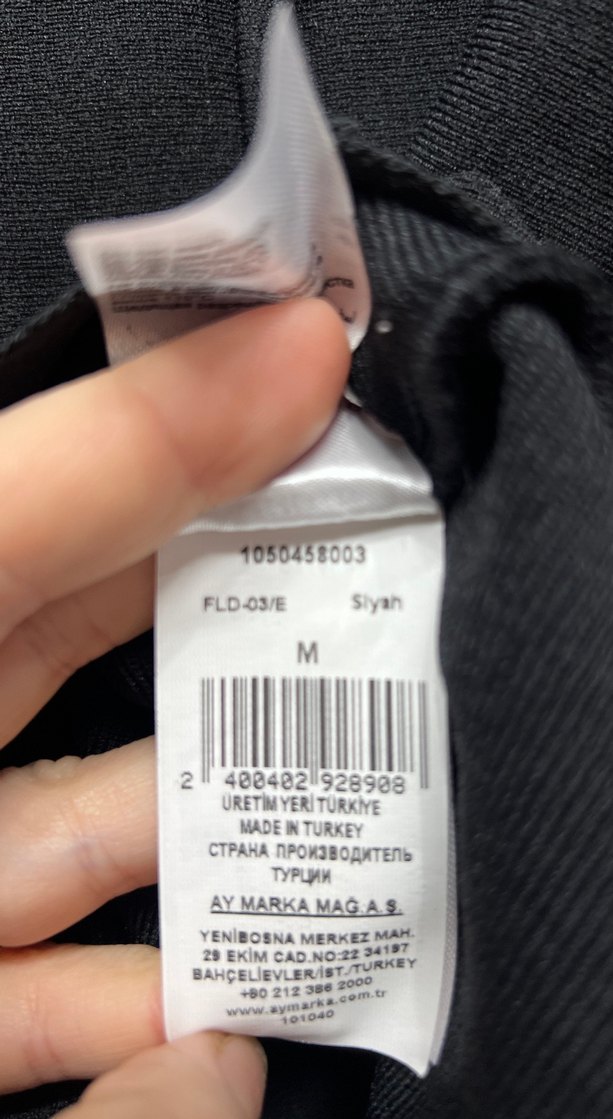 1050458003
FLD-03/E Siyah
M
2 400402 928908
ÜRETİM YERİ TÜRKİYE
MADE IN TURKEY
СТРАНА ПРОИЗВОДИТЕЛЬ
ТУРЦИИ
AY MARKA MAĞ.A.Ş.
YENİBOSNA MERKEZ MAH.
29 EKİM CAD.NO:22 34197
BAHÇELİEVLER/İST./TURKEY
+90 212 386 2000
www.aymarka.com.tr
101040